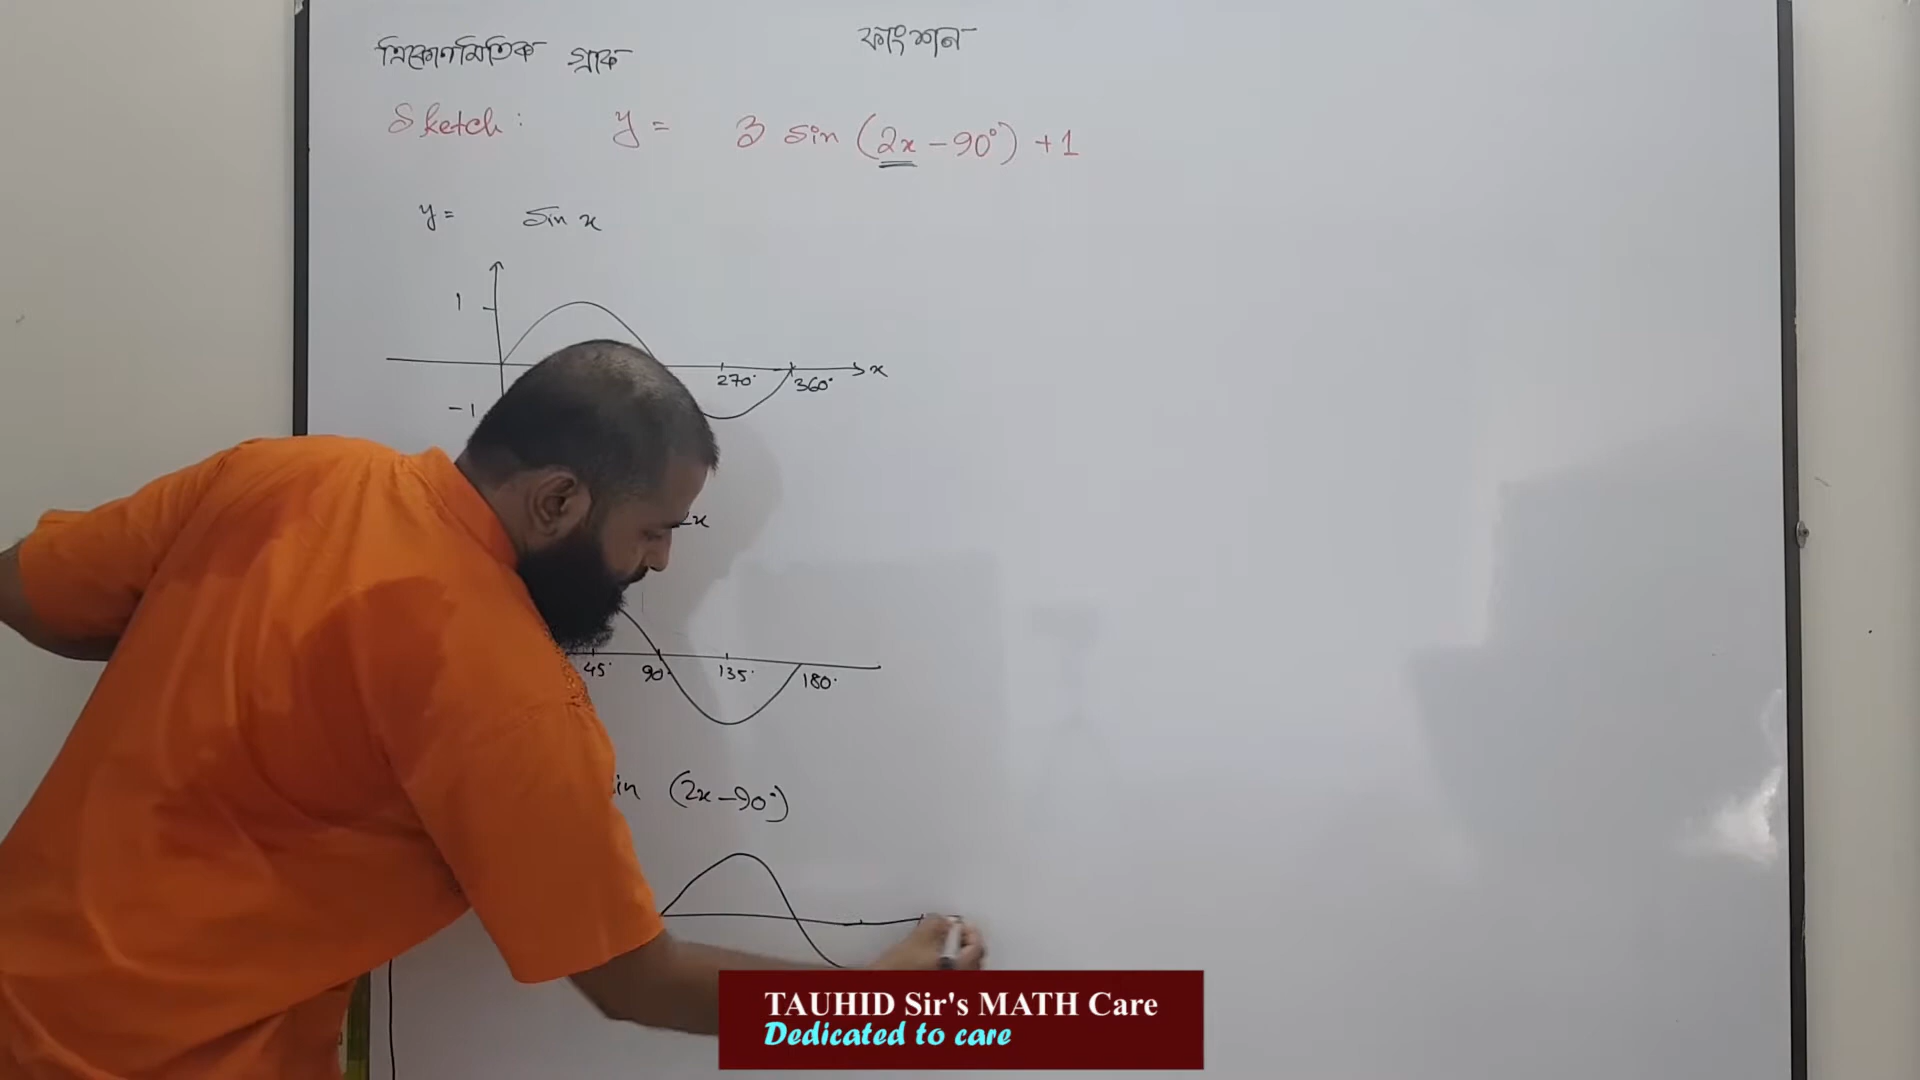 ত্রিকোণমিতিক গ্রাফ ফাংশন
Sketch: y = 3 sin (2x - 90°) + 1
y = sin x
1
270° 360° x
-1
2x
45° 90° 135° 180°
in (2x-90°)
TAUHID Sir's MATH Care
Dedicated to care